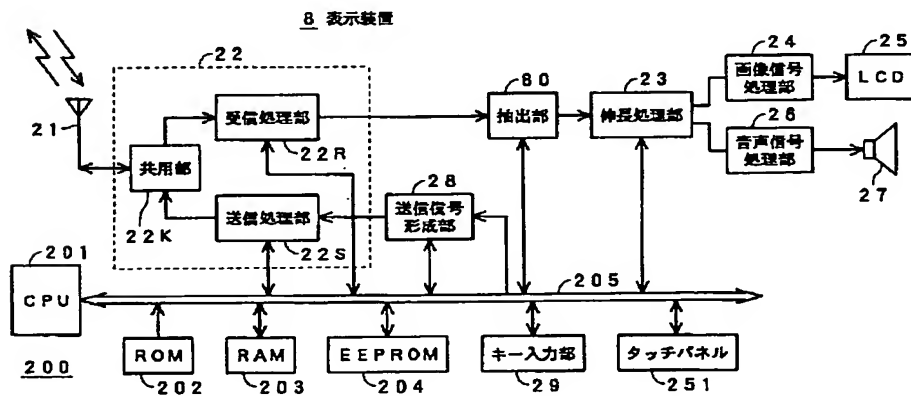 8 表示装置
22
24
25
画像信号
処理部
LCD
80
23
受信処理部
抽出部
伸長処理部
26
21
22R
音声信号
処理部
共用部
28
27
送信処理部
送信信号
形成部
22K
22S
201
205
CPU
ROM
RAM
EEPROM
キー入力部
タッチパネル
200
202
203
204
29
251